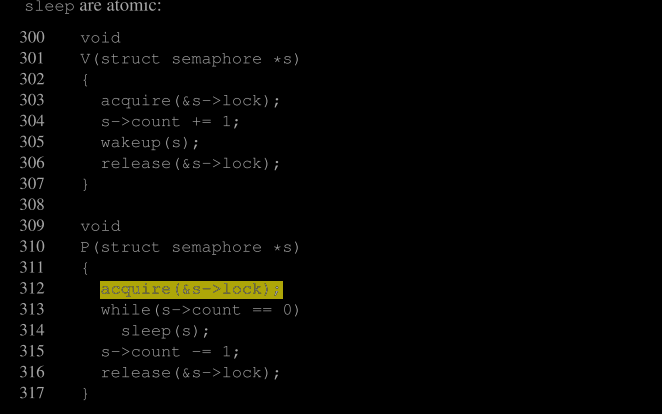 sleep are atomic:
300 void
301 V(struct semaphore *s)
302 {
303 acquire(&s->lock);
304 s->count += 1;
305 wakeup(s);
306 release(&s->lock);
307 }
308
309 void
310 P(struct semaphore *s)
311 {
312 acquire(&s->lock);
313 while(s->count == 0)
314 sleep(s);
315 s->count -= 1;
316 release(&s->lock);
317 }